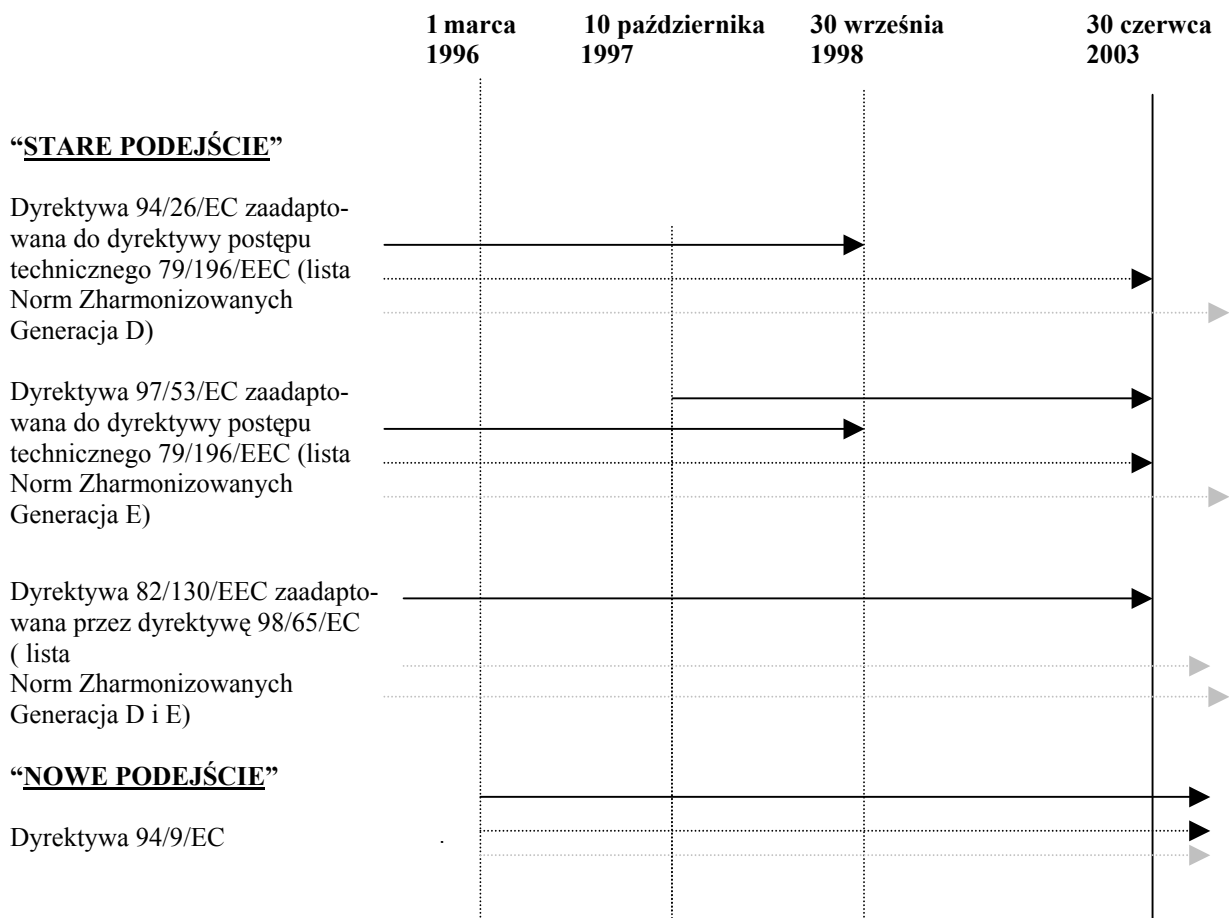 1 marca 10 października 30 września 30 czerwca
1996 1997 1998 2003
“STARE PODEJŚCIE”
Dyrektywa 94/26/EC zaadapto-
wana do dyrektywy postępu
technicznego 79/196/EEC (lista
Norm Zharmonizowanych
Generacja D)
Dyrektywa 97/53/EC zaadapto-
wana do dyrektywy postępu
technicznego 79/196/EEC (lista
Norm Zharmonizowanych
Generacja E)
Dyrektywa 82/130/EEC zaadapto-
wana przez dyrektywę 98/65/EC
( lista
Norm Zharmonizowanych
Generacja D i E)
“NOWE PODEJŚCIE”
Dyrektywa 94/9/EC .